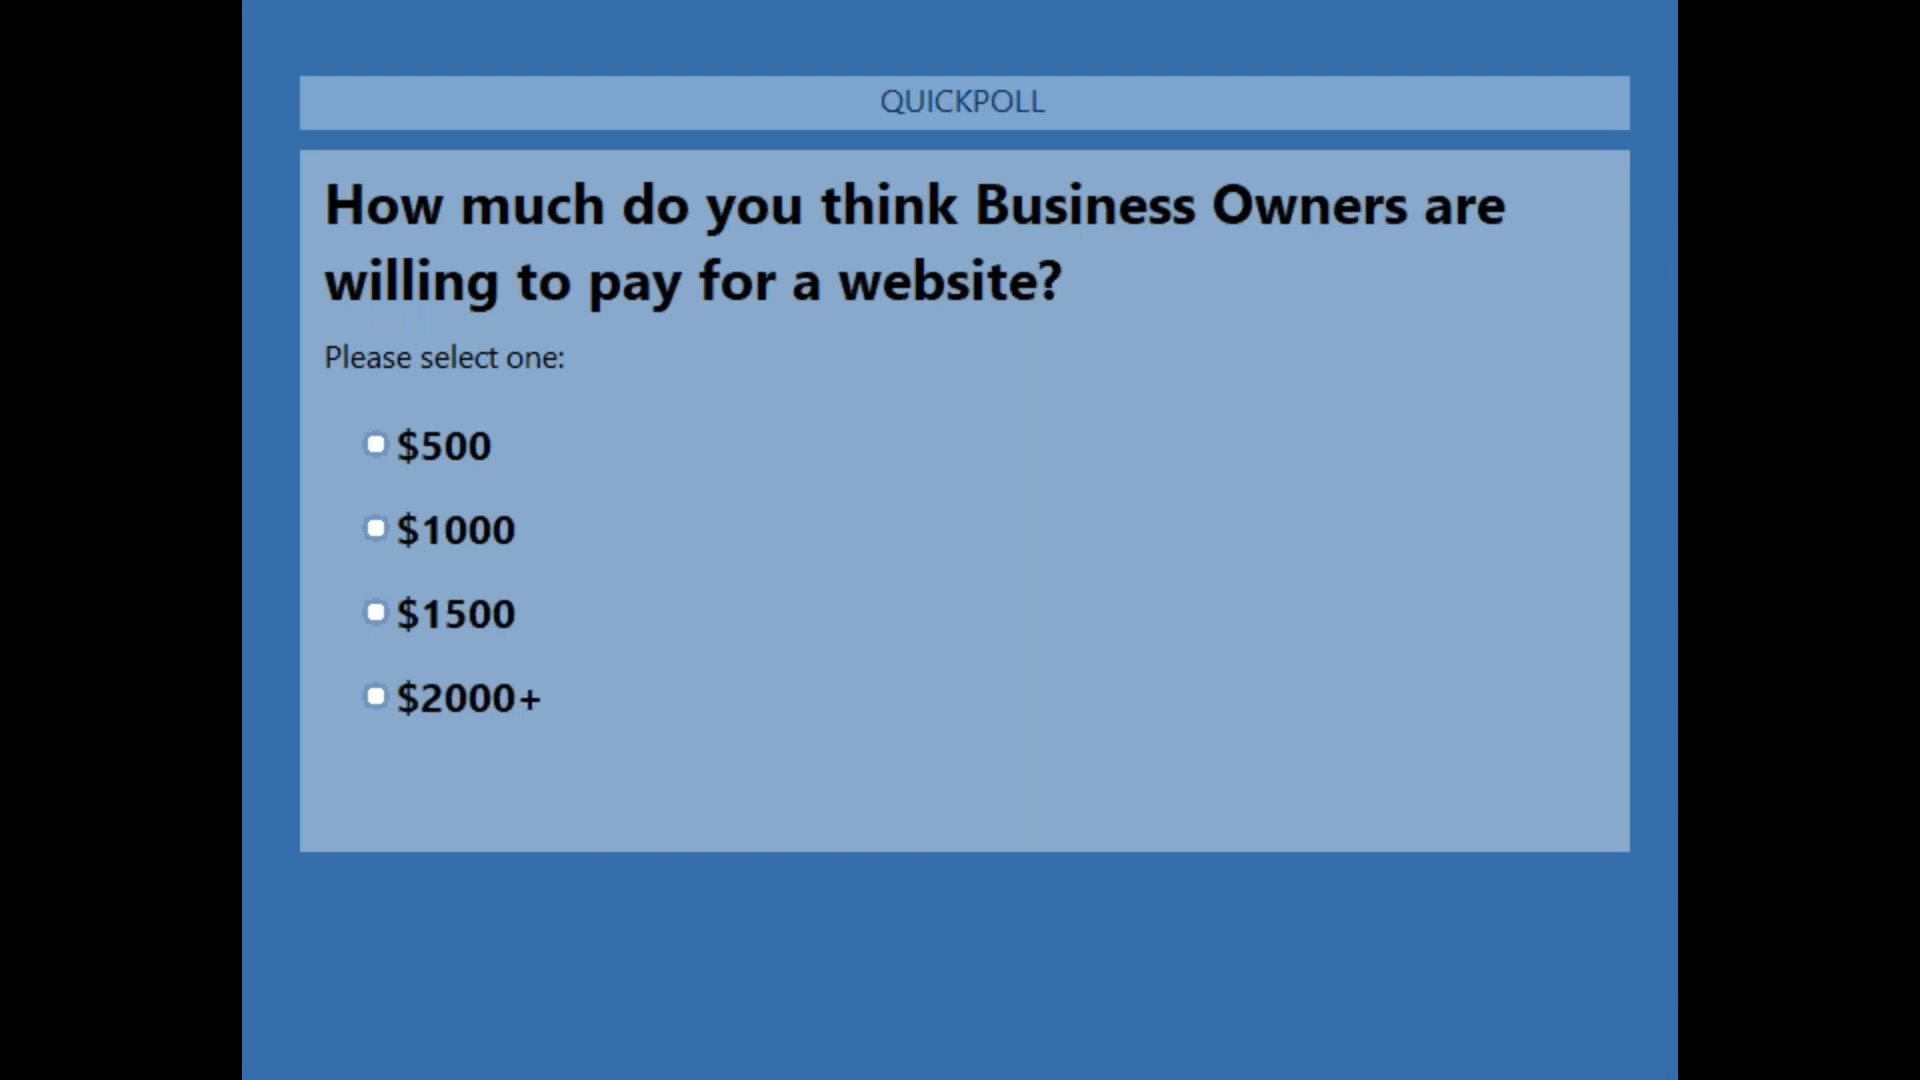 QUICKPOLL
How much do you think Business Owners are
willing to pay for a website?
Please select one:
$500
$1000
$1500
$2000+